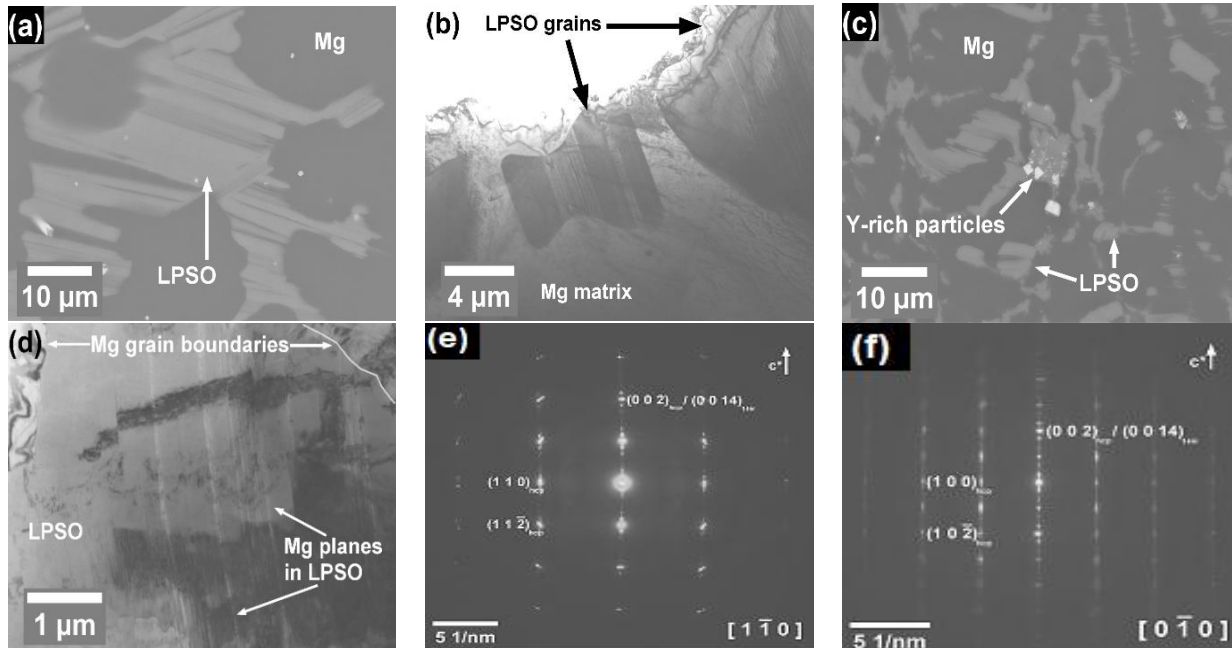 (a)
Mg
LPSO
10 µm
(b)
LPSO grains
Mg matrix
4 µm
(c)
Mg
Y-rich particles
LPSO
10 µm
(d)
Mg grain boundaries
LPSO
Mg planes
in LPSO
1 µm
(e)
c*
(0 0 2)hcp / (0 0 14)
(1 1 0)hcp
(1 1 2̅)hcp
5 1/nm
[ 1 1̅ 0 ]
(f)
c*
(0 0 2)hcp / (0 0 14)
(1 0 0)hcp
(1 0 2̅)hcp
5 1/nm
[ 0 1̅ 0 ]